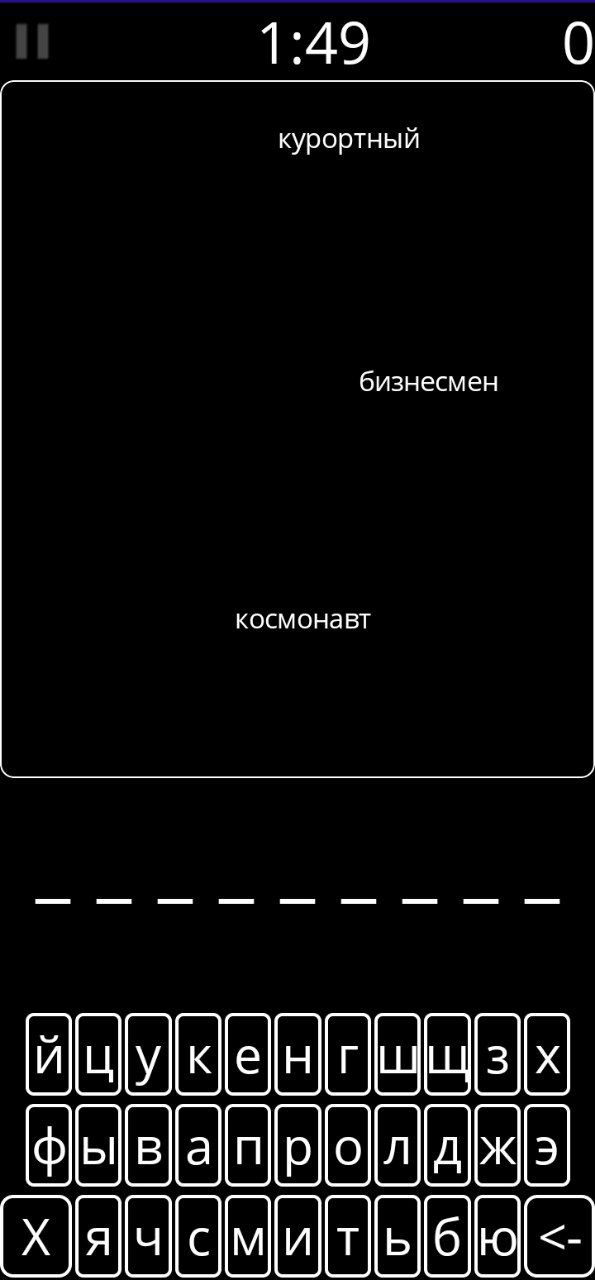 1:49 0
курортный
бизнесмен
космонавт
й ц у к е н г ш щ з х
ф ы в а п р о л д ж э
Х я ч с м и т ь б ю <-